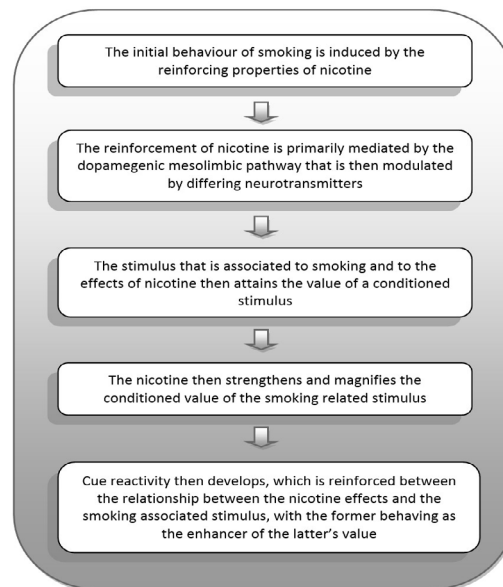 The initial behaviour of smoking is induced by the
reinforcing properties of nicotine
The reinforcement of nicotine is primarily mediated by the
dopamegenic mesolimbic pathway that is then modulated
by differing neurotransmitters
The stimulus that is associated to smoking and to the
effects of nicotine then attains the value of a conditioned
stimulus
The nicotine then strengthens and magnifies the
conditioned value of the smoking related stimulus
Cue reactivity then develops, which is reinforced between
the relationship between the nicotine effects and the
smoking associated stimulus, with the former behaving as
the enhancer of the latter's value